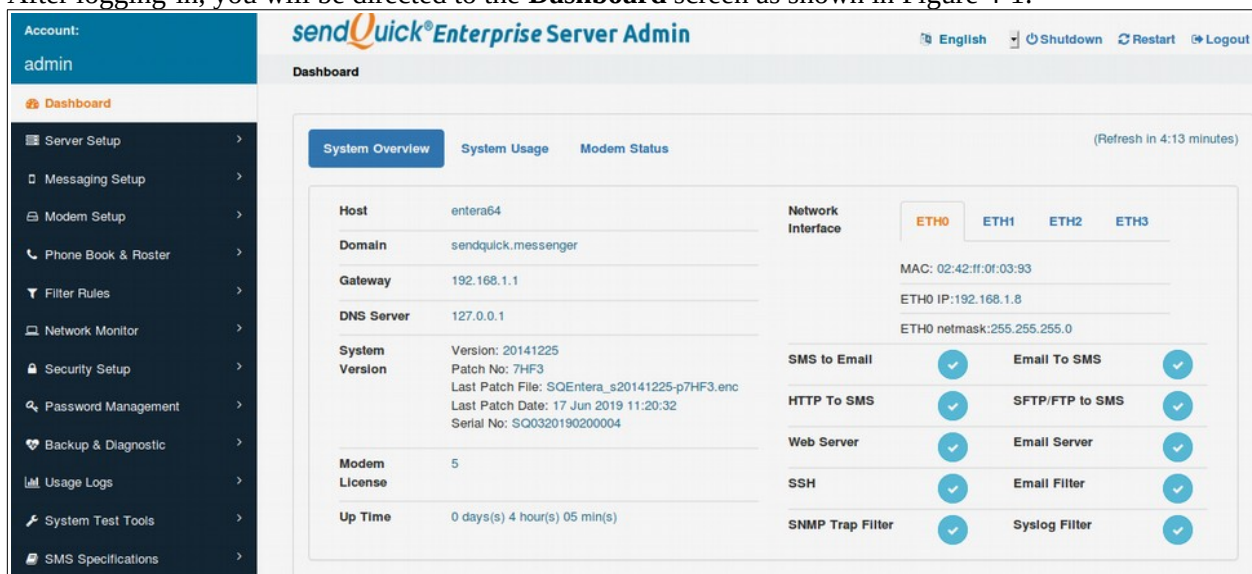 After logging-in, you will be directed to the Dashboard screen as shown in Figure 4-1.
Account:
admin
Dashboard
Server Setup
Messaging Setup
Modem Setup
Phone Book & Roster
Filter Rules
Network Monitor
Security Setup
Password Management
Backup & Diagnostic
Usage Logs
System Test Tools
SMS Specifications
sendQuick®Enterprise Server Admin
English Shutdown Restart Logout
Dashboard
System Overview System Usage Modem Status
(Refresh in 4:13 minutes)
Host entera64
Domain sendquick.messenger
Gateway 192.168.1.1
DNS Server 127.0.0.1
System Version: 20141225
Version Patch No: 7HF3
Last Patch File: SQEntera_s20141225-p7HF3.enc
Last Patch Date: 17 Jun 2019 11:20:32
Serial No: SQ0320190200004
Modem 5
License
Up Time 0 days(s) 4 hour(s) 05 min(s)
Network
Interface
ETH0 ETH1 ETH2 ETH3
MAC: 02:42:ff:0f:03:93
ETH0 IP:192.168.1.8
ETH0 netmask:255.255.255.0
SMS to Email Email To SMS
HTTP To SMS SFTP/FTP to SMS
Web Server Email Server
SSH Email Filter
SNMP Trap Filter Syslog Filter